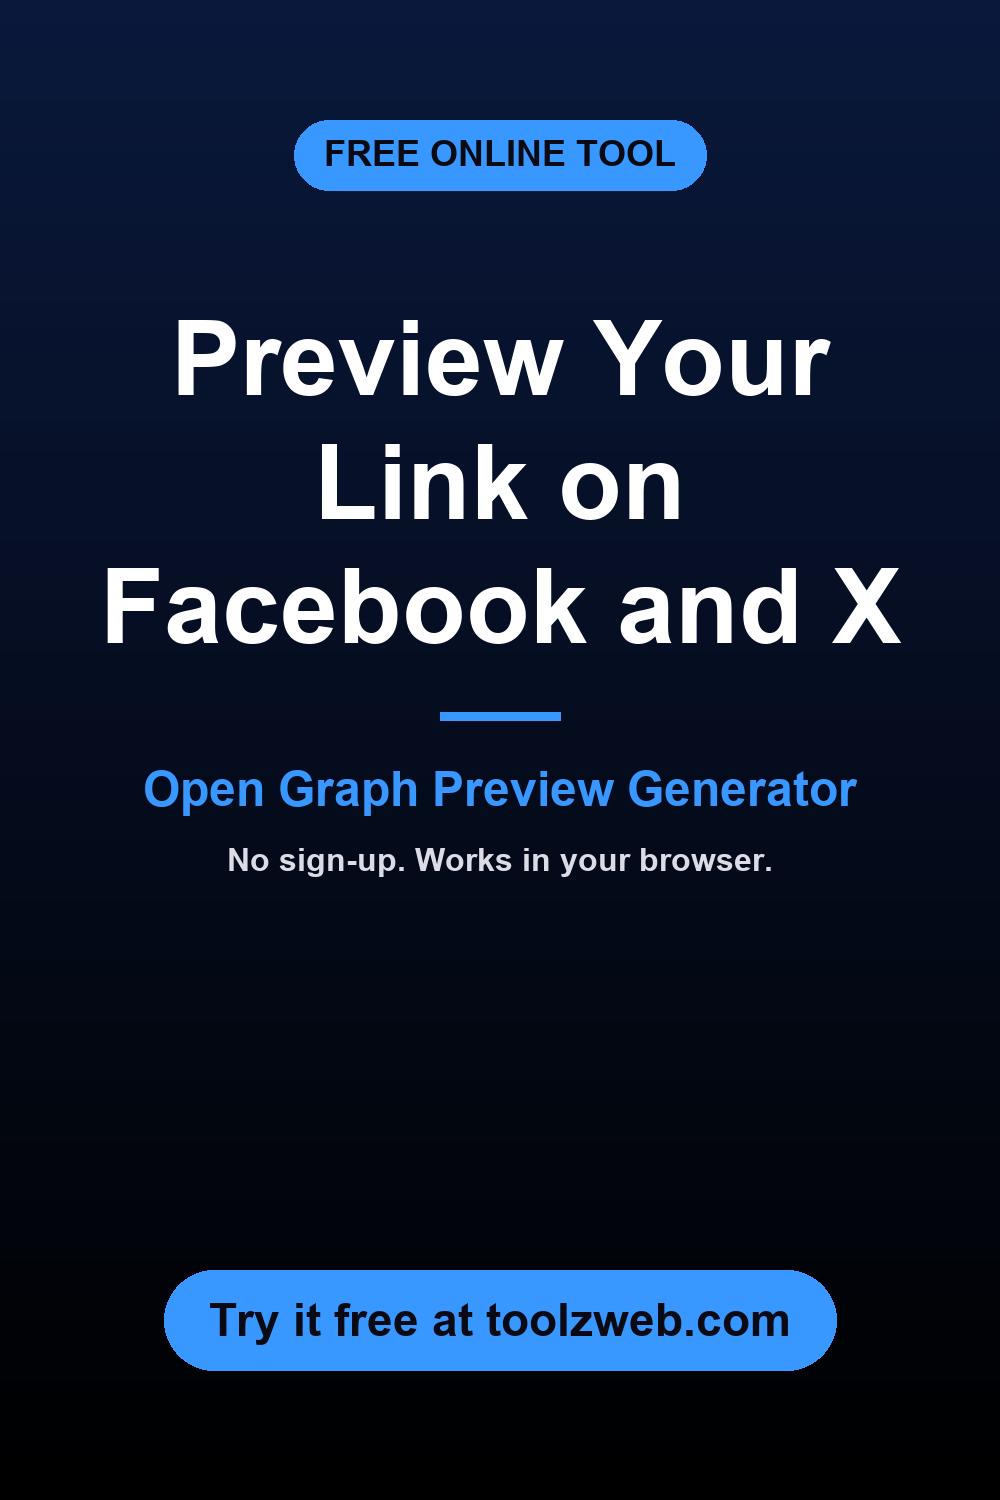 FREE ONLINE TOOL
Preview Your
Link on
Facebook and X
Open Graph Preview Generator
No sign-up. Works in your browser.
Try it free at toolzweb.com